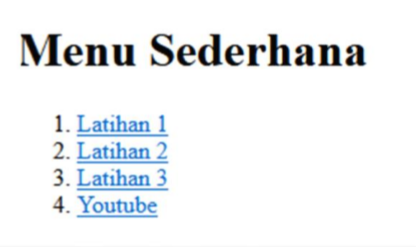 Menu Sederhana
1. Latihan 1
2. Latihan 2
3. Latihan 3
4. Youtube